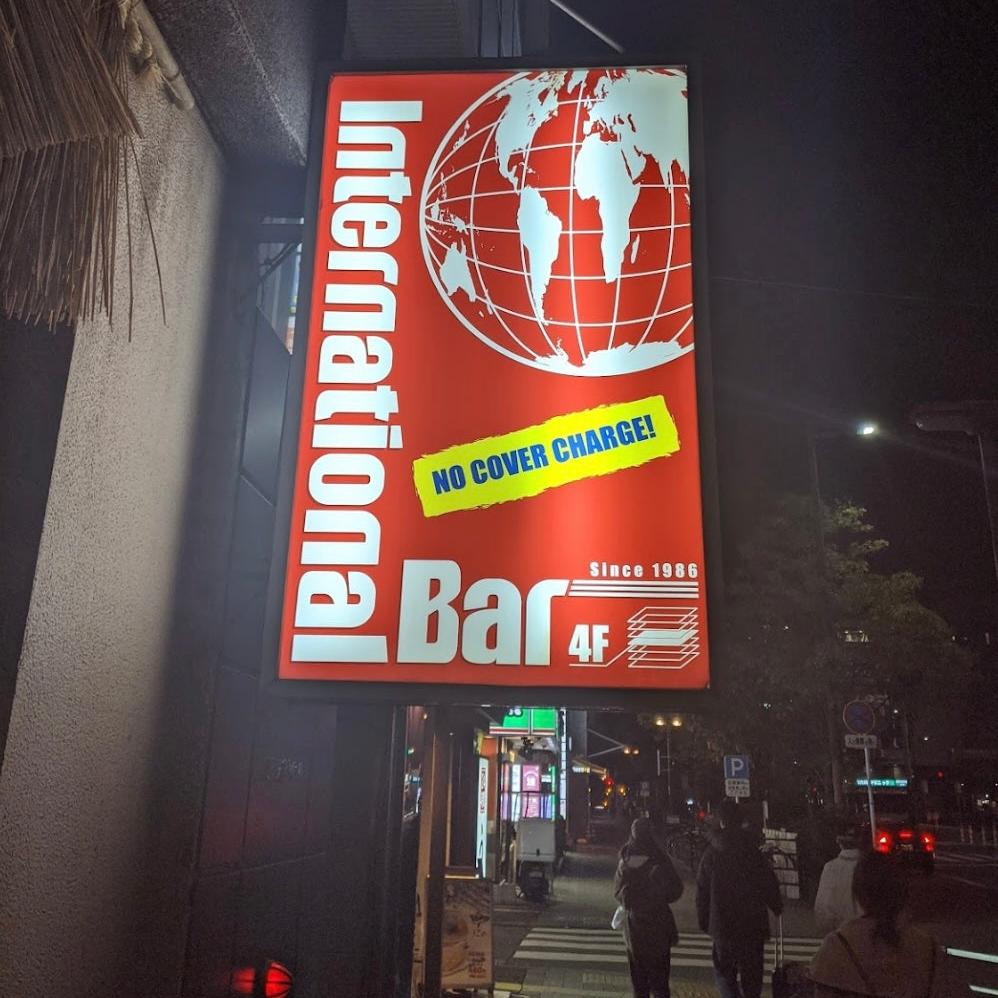 International
NO COVER CHARGE!
Since 1986
Bar
4F
P